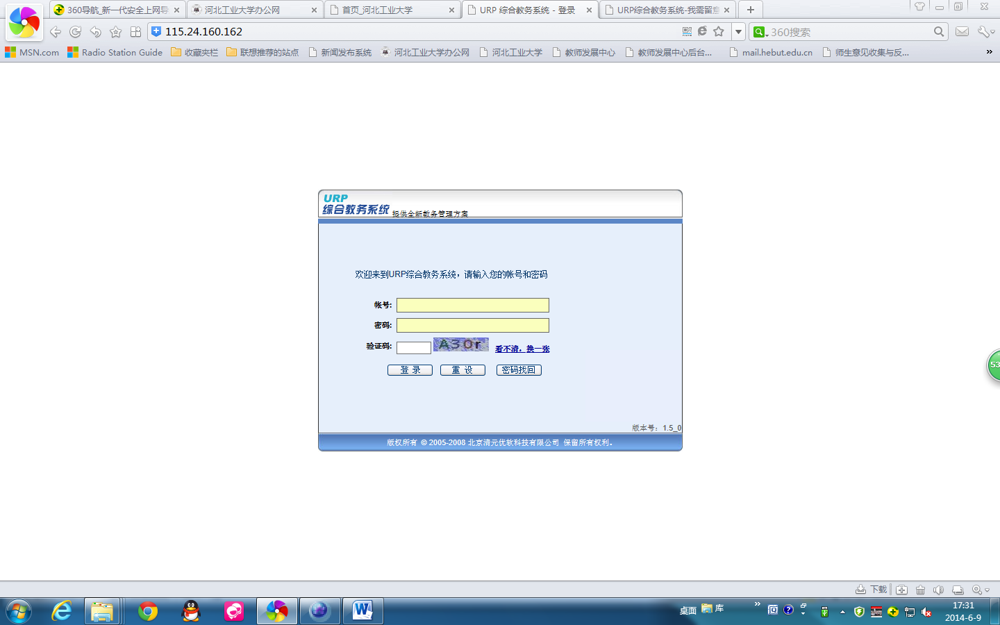 360导航_新一代安全上网导
河北工业大学办公网
首页_河北工业大学
URP 综合教务系统 - 登录
URP综合教务系统-我需留意
115.24.160.162
360搜索
MSN.com
Radio Station Guide
收藏夹栏
联想推荐的站点
新闻发布系统
河北工业大学办公网
河北工业大学
教师发展中心
教师发展中心后台...
mail.hebut.edu.cn
师生意见收集与反...
URP
综合教务系统 提供全新教务管理方案
欢迎来到URP综合教务系统，请输入您的帐号和密码
帐号:
密码:
验证码: A30r 看不清，换一张
登 录 重 设 密码找回
53
版本号：1.5_0
版权所有 © 2005-2008 北京清元优软科技有限公司 保留所有权利。
下载
桌面 库
17:31
2014-6-9